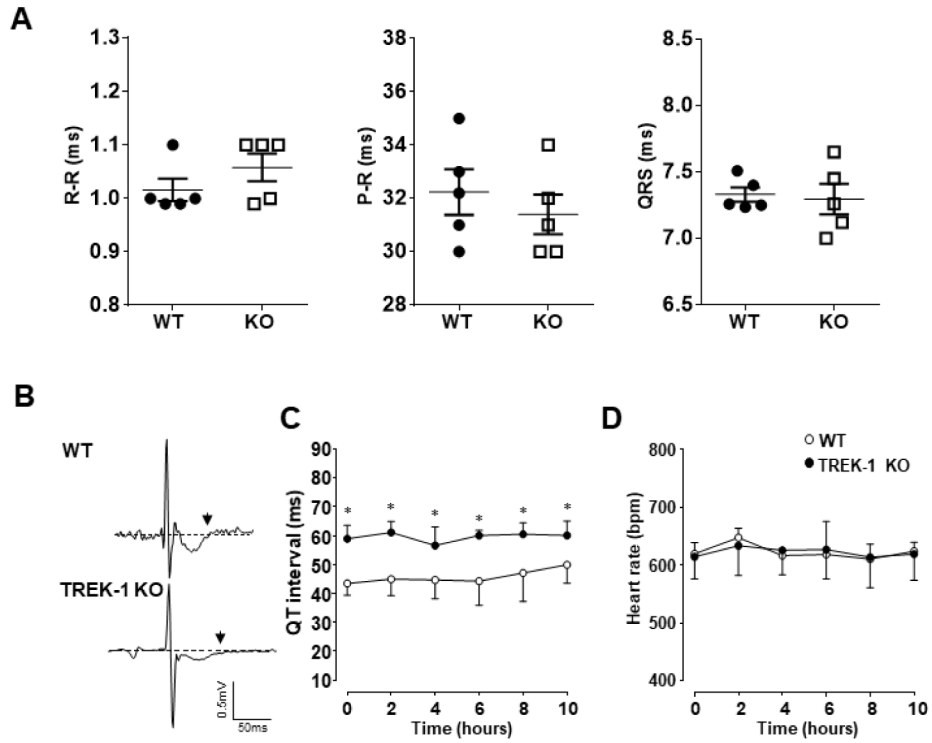 A
R-R (ms)
1.3
1.2
1.1
1.0
0.9
0.8
WT KO
P-R (ms)
38
36
34
32
30
28
WT KO
QRS (ms)
8.5
8.0
7.5
7.0
6.5
WT KO
B
WT
TREK-1 KO
0.5mV
50ms
C
QT interval (ms)
90
80
70
60
50
40
30
20
10
* * * * * *
0 2 4 6 8 10
Time (hours)
D
WT
TREK-1 KO
Heart rate (bpm)
800
700
600
500
400
0 2 4 6 8 10
Time (hours)